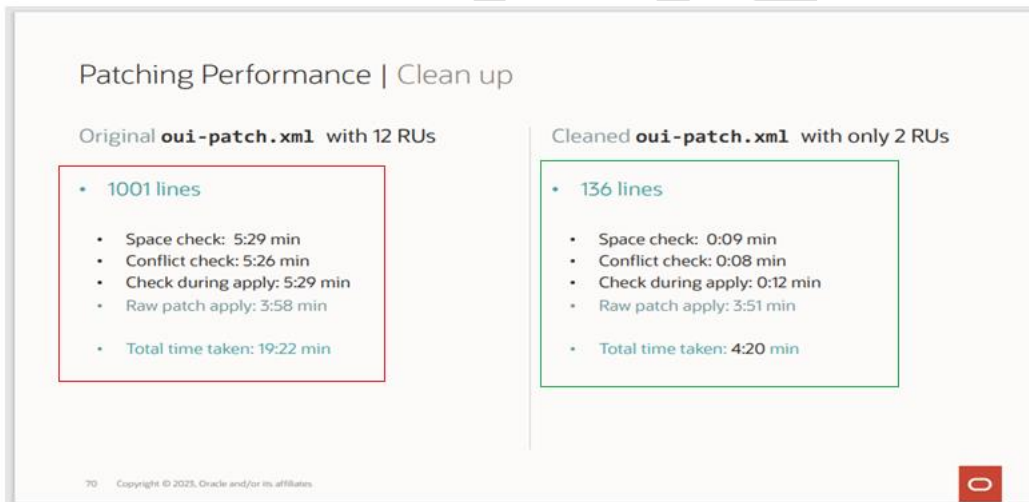 Patching Performance | Clean up
Original oui-patch.xml with 12 RUs
• 1001 lines
• Space check: 5:29 min
• Conflict check: 5:26 min
• Check during apply: 5:29 min
• Raw patch apply: 3:58 min
• Total time taken: 19:22 min
Cleaned oui-patch.xml with only 2 RUs
• 136 lines
• Space check: 0:09 min
• Conflict check: 0:08 min
• Check during apply: 0:12 min
• Raw patch apply: 3:51 min
• Total time taken: 4:20 min
70 Copyright © 2023, Oracle and/or its affiliates